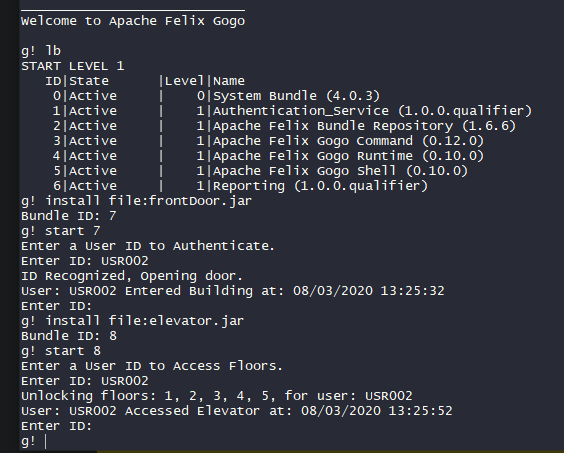 Welcome to Apache Felix Gogo
g! lb
START LEVEL 1
   ID|State      |Level|Name
    0|Active     |    0|System Bundle (4.0.3)
    1|Active     |    1|Authentication_Service (1.0.0.qualifier)
    2|Active     |    1|Apache Felix Bundle Repository (1.6.6)
    3|Active     |    1|Apache Felix Gogo Command (0.12.0)
    4|Active     |    1|Apache Felix Gogo Runtime (0.10.0)
    5|Active     |    1|Apache Felix Gogo Shell (0.10.0)
    6|Active     |    1|Reporting (1.0.0.qualifier)
g! install file:frontDoor.jar
Bundle ID: 7
g! start 7
Enter a User ID to Authenticate.
Enter ID: USR002
ID Recognized, Opening door.
User: USR002 Entered Building at: 08/03/2020 13:25:32
Enter ID:
g! install file:elevator.jar
Bundle ID: 8
g! start 8
Enter a User ID to Access Floors.
Enter ID: USR002
Unlocking floors: 1, 2, 3, 4, 5, for user: USR002
User: USR002 Accessed Elevator at: 08/03/2020 13:25:52
Enter ID:
g!